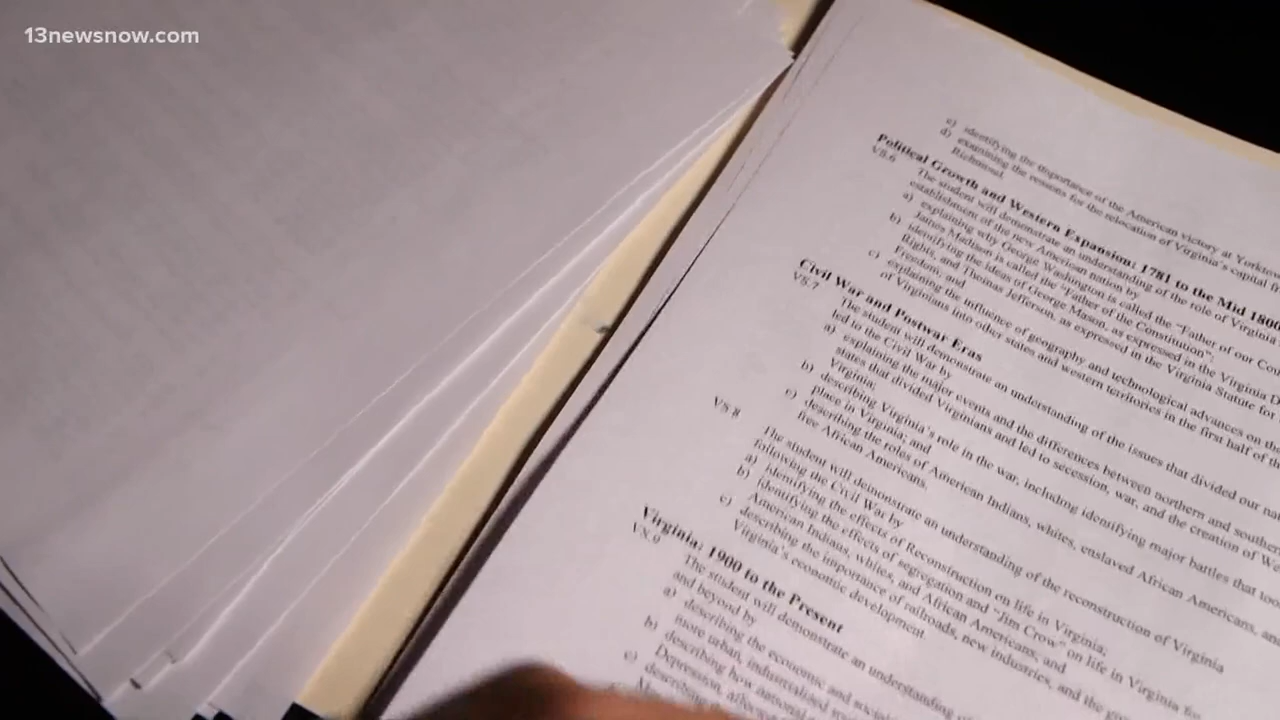 13newsnow.com
c) identifying the importance of the American victory at Yorktown
d) examining the reasons for the relocation of Virginia's capital
Richmond.
Political Growth and Western Expansion: 1781 to the Mid 1800
VS.6
The student will demonstrate an understanding of the role of Virginia
establishment of the new American nation by
a) explaining why George Washington is called the "Father of our
James Madison is called the "Father of the Constitution";
b) identifying the ideas of George Mason, as expressed in the Virginia
Rights, and Thomas Jefferson, as expressed in the Virginia Statute for
Freedom, and
c) explaining the influence of geography and technological advances on the
of Virginians into other states and western territories in the first half of the
Civil War and Postwar Eras
VS.7
The student will demonstrate an understanding of the issues that divided our
led to the Civil War by
a) explaining the major events and the differences between northern and
states that divided Virginians and led to secession, war, and the creation of
Virginia;
b) describing Virginia's role in the war, including identifying major battles that
place in Virginia; and
c) describing the roles of American Indians, whites, enslaved African Americans, and
free African Americans.
VS.8
The student will demonstrate an understanding of the reconstruction of Virginia
following the Civil War by
a) identifying the effects of Reconstruction on life in Virginia;
b) identifying the effects of segregation and "Jim Crow" on life in Virginia for
American Indians, whites, and African Americans; and
c) describing the importance of railroads, new industries, and the
Virginia's economic development.
Virginia: 1900 to the Present
VS.9
The student will demonstrate an understanding
and beyond by
a) describing the economic and
more urban, industrialized
b) describing how national
Depression, affected
c)